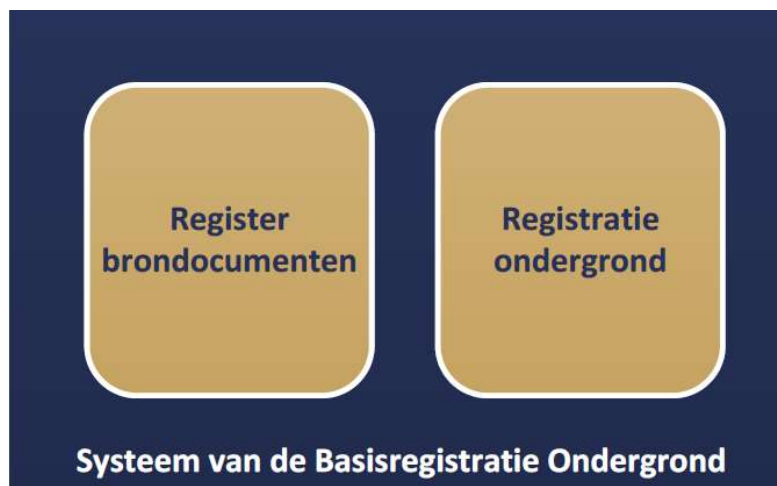 Register
brondocumenten
Registratie
ondergrond
Systeem van de Basisregistratie Ondergrond